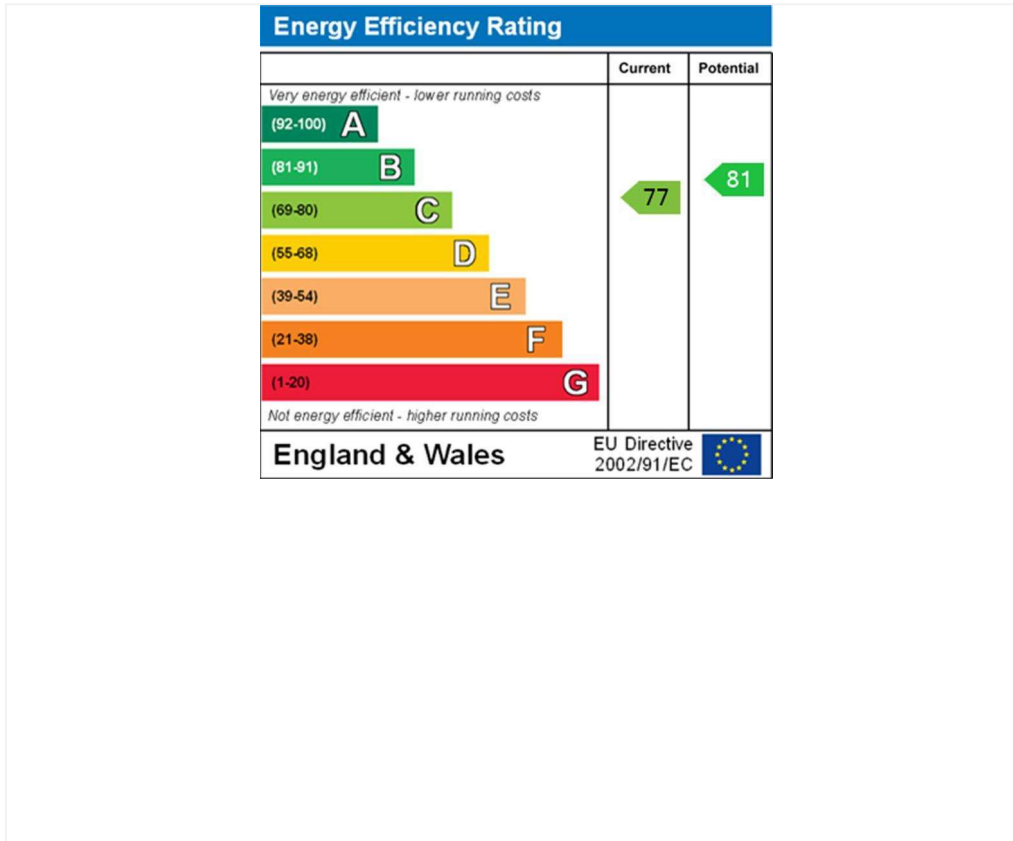 Energy Efficiency Rating
Current Potential
Very energy efficient - lower running costs
(92-100) A
(81-91) B
81
77
(69-80) C
(55-68) D
(39-54) E
(21-38) F
(1-20) G
Not energy efficient - higher running costs
England & Wales
EU Directive
2002/91/EC